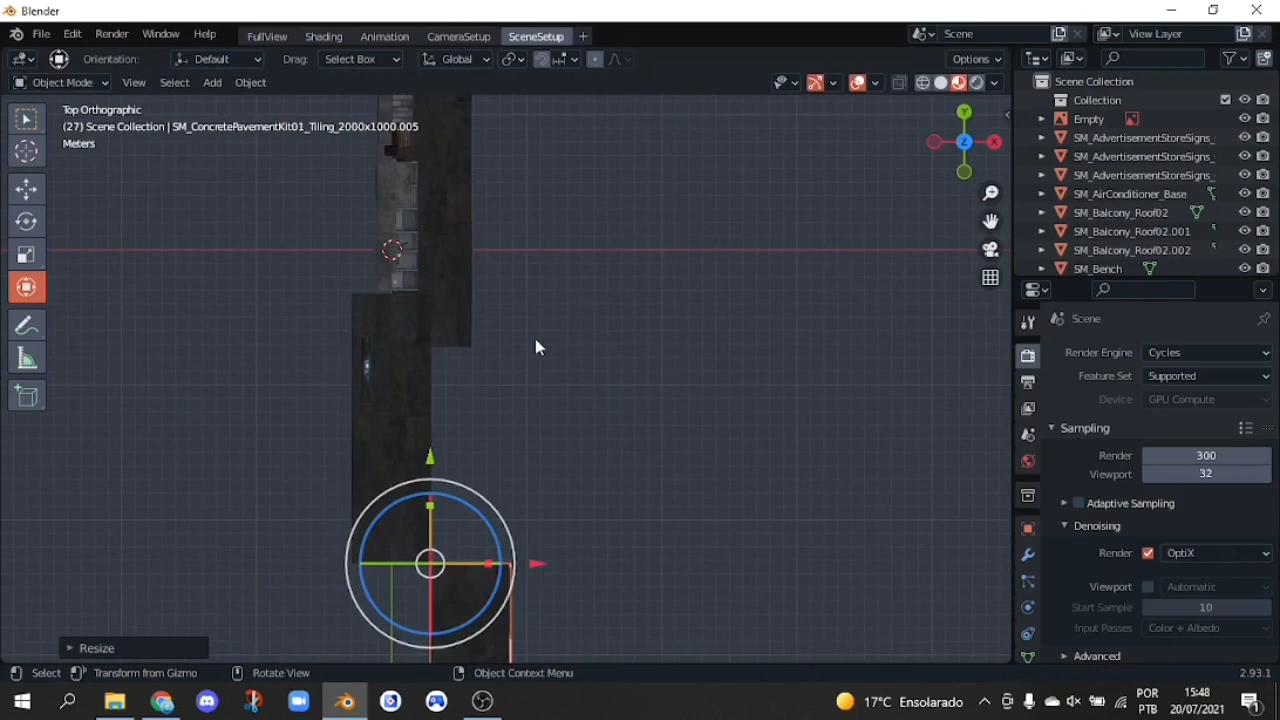 Blender
File Edit Render Window Help FullView Shading Animation CameraSetup SceneSetup + Scene View Layer
Orientation: Default Drag: Select Box Global Options
Object Mode View Select Add Object
Top Orthographic
(27) Scene Collection | SM_ConcretePavementKit01_Tiling_2000x1000.005
Meters
Y
X
Z
Scene Collection
Collection
Empty
SM_AdvertisementStoreSigns_
SM_AdvertisementStoreSigns_
SM_AdvertisementStoreSigns_
SM_AirConditioner_Base
SM_Balcony_Roof02
SM_Balcony_Roof02.001
SM_Balcony_Roof02.002
SM_Bench
Scene
Render Engine Cycles
Feature Set Supported
Device GPU Compute
Sampling
Render 300
Viewport 32
Adaptive Sampling
Denoising
Render OptiX
Viewport Automatic
Start Sample 10
Input Passes Color + Albedo
Advanced
Resize
Select Transform from Gizmo Rotate View Object Context Menu 2.93.1
17°C Ensolarado POR PTB 15:48 20/07/2021 1